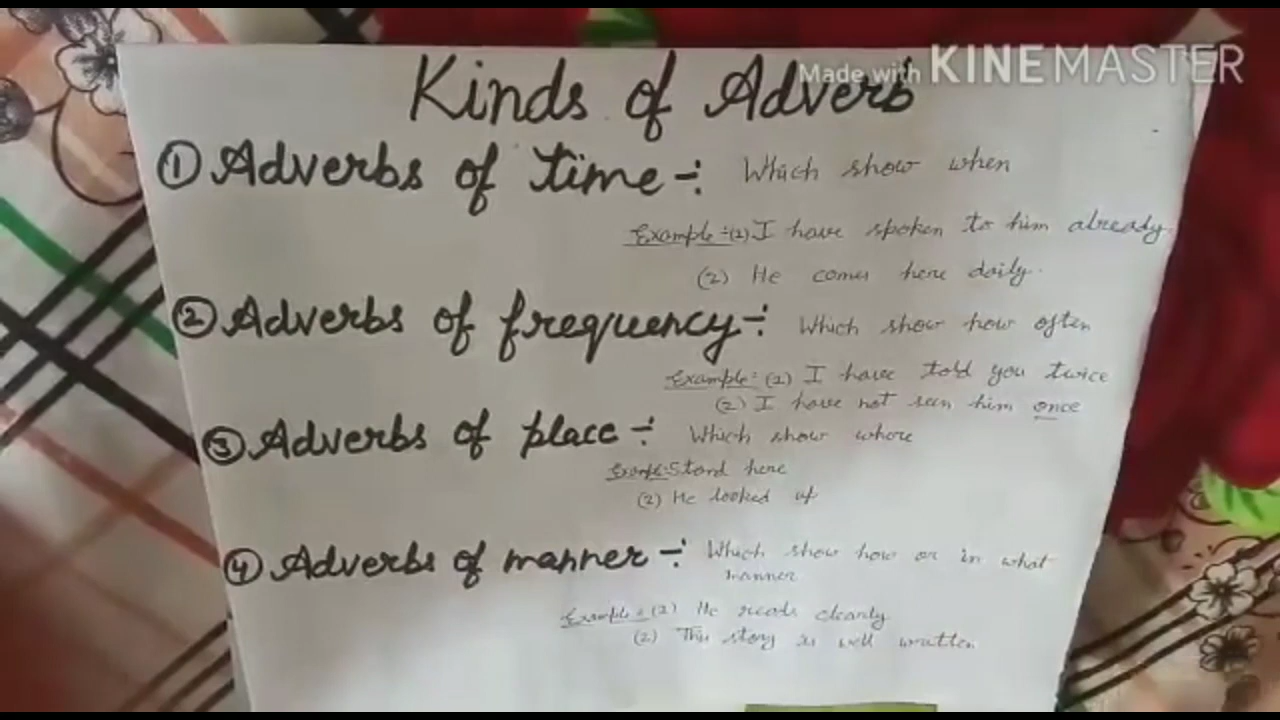 Made with KINEMASTER
Kinds of Adverb
① Adverbs of time -: Which show when
Example ÷ (1) I have spoken to him already.
(2) He comes here daily.
② Adverbs of frequency -: Which show how often
Example ÷ (1) I have told you twice
(2) I have not seen him once
③ Adverbs of place -: Which show where
Example: Stand here
(2) He looked up
④ Adverbs of manner -: Which show how or in what
manner
Example ÷ (1) He reads clearly
(2) This story is well written